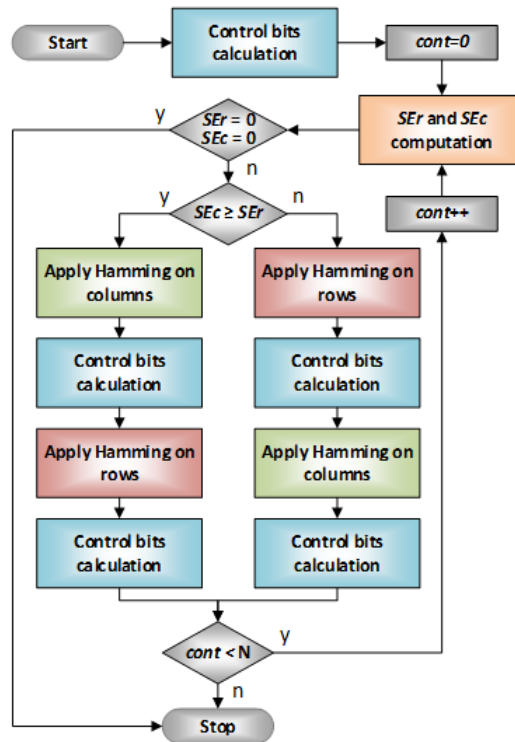 Start
Control bits
calculation
cont=0
y
SEr = 0
SEc = 0
SEr and SEc
computation
n
y
SEc ≥ SEr
n
cont++
Apply Hamming on
columns
Apply Hamming on
rows
Control bits
calculation
Control bits
calculation
Apply Hamming on
rows
Apply Hamming on
columns
Control bits
calculation
Control bits
calculation
cont < N
y
n
Stop